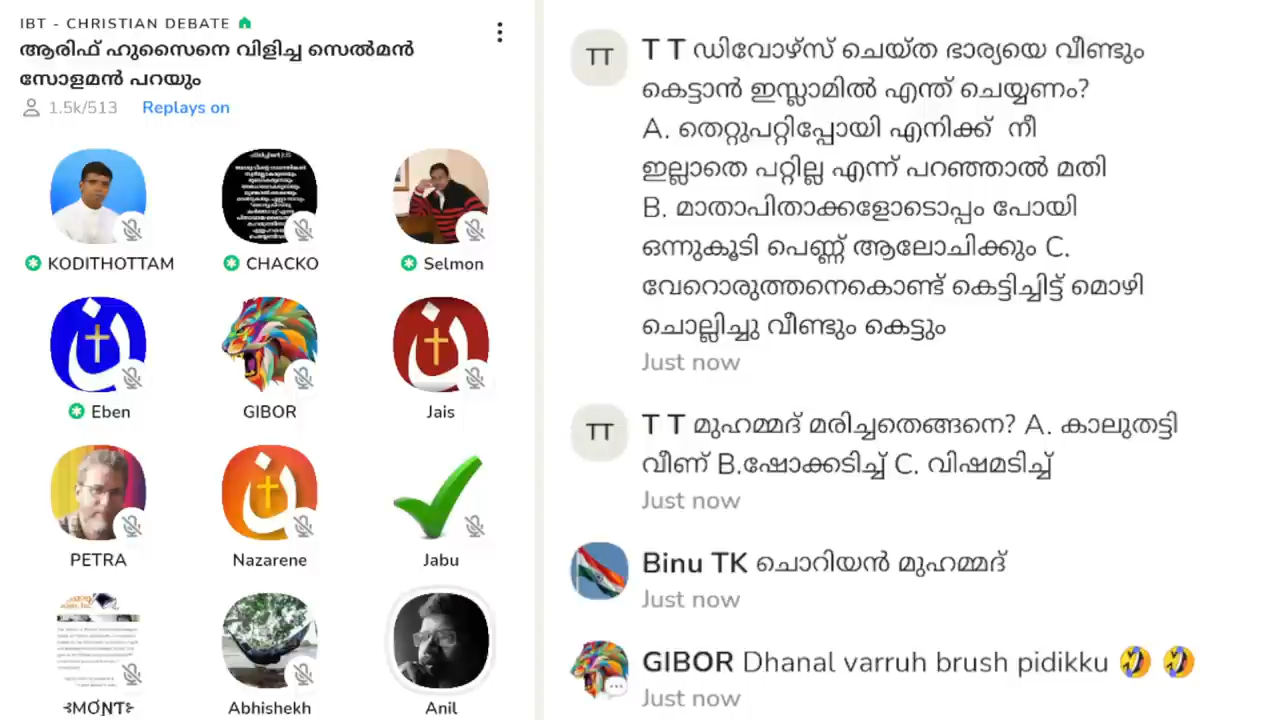 IBT - CHRISTIAN DEBATE
ആരിഫ് ഹുസൈനെ വിളിച്ച സെൽമൻ
സോളമൻ പറയും
1.5k/513 Replays on
KODITHOTTAM CHACKO Selmon
Eben GIBOR Jais
PETRA Nazarene Jabu
Abhishekh Anil
TT T T ഡിവോഴ്സ് ചെയ്ത ഭാര്യയെ വീണ്ടും
കെട്ടാൻ ഇസ്ലാമിൽ എന്ത് ചെയ്യണം?
A. തെറ്റുപറ്റിപ്പോയി എനിക്ക് നീ
ഇല്ലാതെ പറ്റില്ല എന്ന് പറഞ്ഞാൽ മതി
B. മാതാപിതാക്കളോടൊപ്പം പോയി
ഒന്നുകൂടി പെണ്ണ് ആലോചിക്കും C.
വേറൊരുത്തനെകൊണ്ട് കെട്ടിച്ചിട്ട് മൊഴി
ചൊല്ലിച്ചു വീണ്ടും കെട്ടും
Just now
TT T T മുഹമ്മദ് മരിച്ചതെങ്ങനെ? A. കാലുതട്ടി
വീണ് B.ഷോക്കടിച്ച് C. വിഷമടിച്ച്
Just now
Binu TK ചൊറിയൻ മുഹമ്മദ്
Just now
GIBOR Dhanal varruh brush pidikku 🤣 🤣
Just now